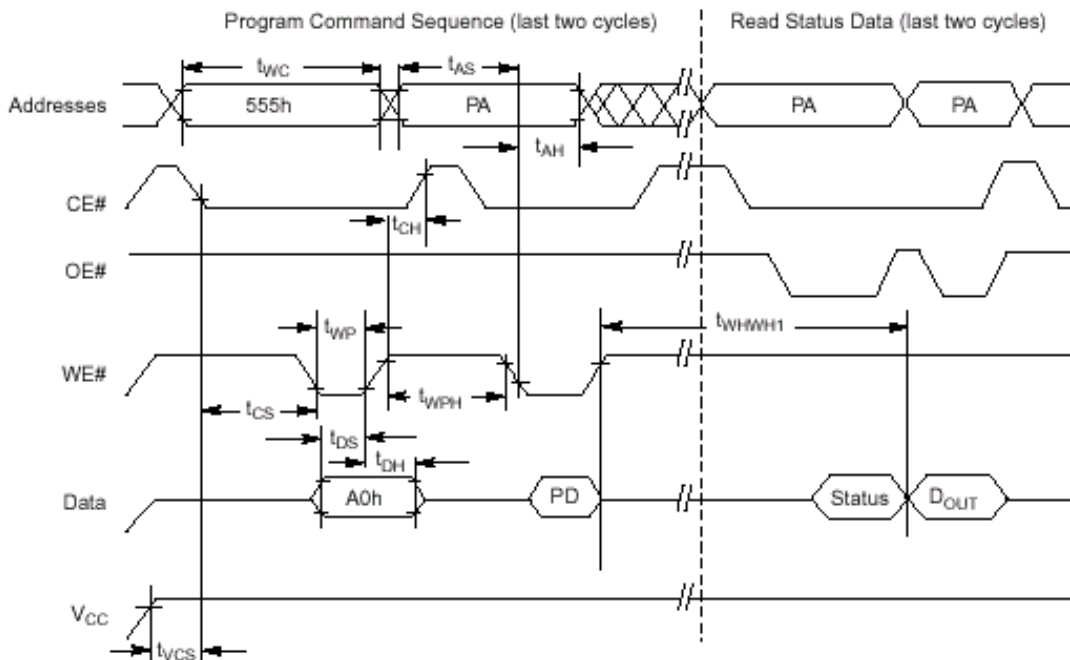 Program Command Sequence (last two cycles)
Read Status Data (last two cycles)
tWC
tAS
Addresses
555h
PA
PA
PA
tAH
CE#
tCH
OE#
tWP
tWHWH1
WE#
tCS
tWPH
tDS
tDH
Data
A0h
PD
Status
DOUT
VCC
tVCS